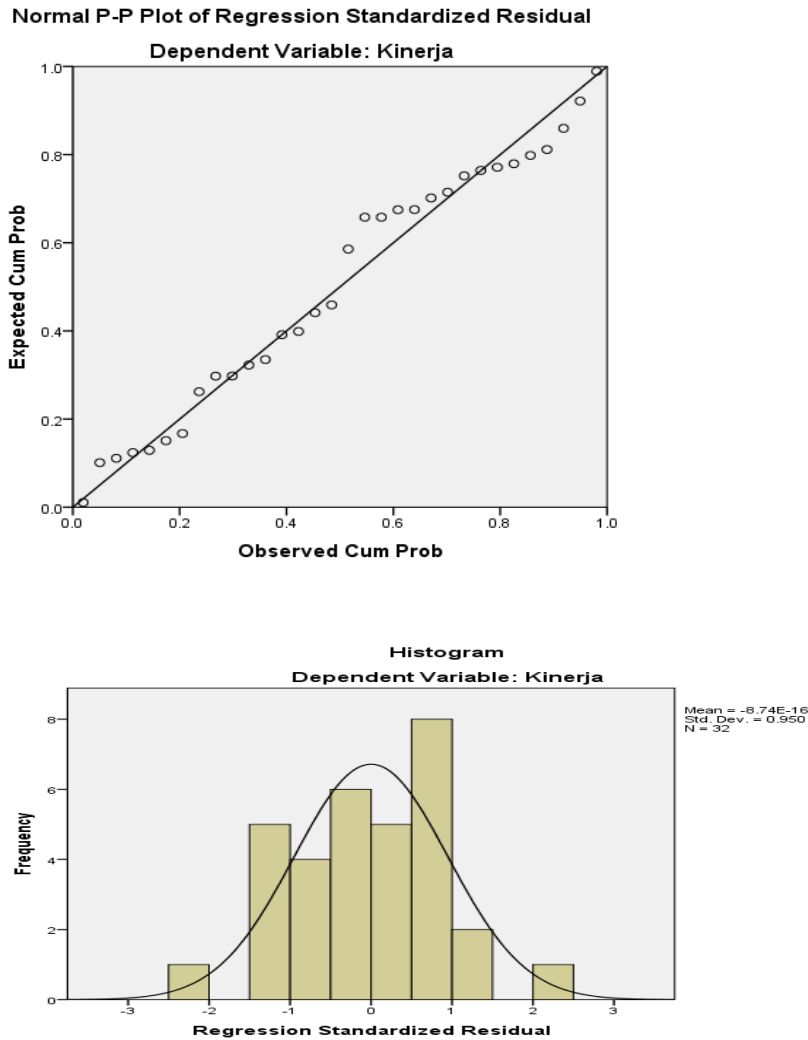 Normal P-P Plot of Regression Standardized Residual
Dependent Variable: Kinerja
1.0
0.8
0.6
0.4
0.2
0.0
Expected Cum Prob
0.0 0.2 0.4 0.6 0.8 1.0
Observed Cum Prob
Histogram
Dependent Variable: Kinerja
Mean = -8.74E-16
Std. Dev. = 0.950
N = 32
8
6
4
2
0
Frequency
-3 -2 -1 0 1 2 3
Regression Standardized Residual